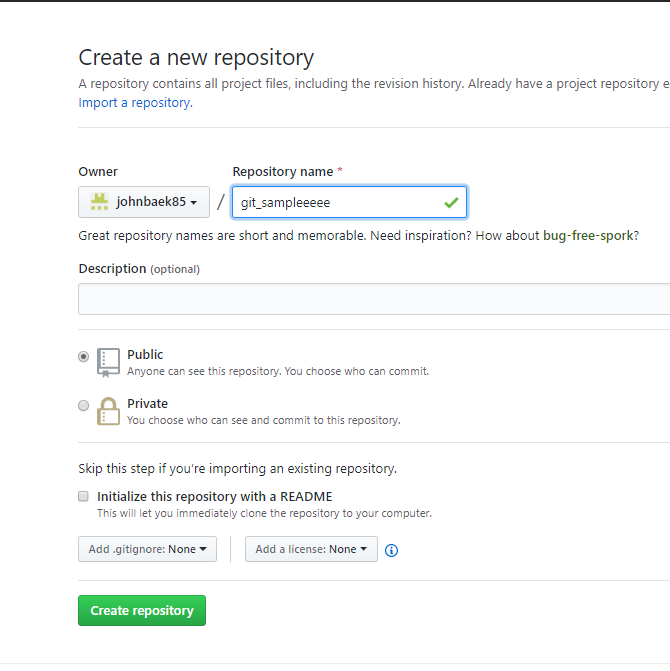 Create a new repository
A repository contains all project files, including the revision history. Already have a project repository e
Import a repository.
Owner
Repository name *
johnbaek85
/
git_sampleeeee
Great repository names are short and memorable. Need inspiration? How about bug-free-spork?
Description (optional)
Public
Anyone can see this repository. You choose who can commit.
Private
You choose who can see and commit to this repository.
Skip this step if you're importing an existing repository.
Initialize this repository with a README
This will let you immediately clone the repository to your computer.
Add .gitignore: None
Add a license: None
Create repository